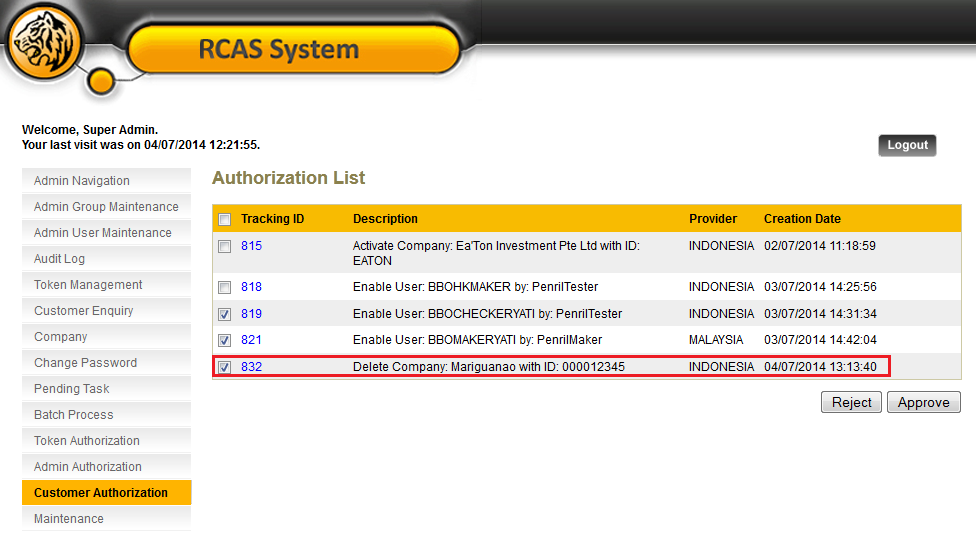 RCAS System
Welcome, Super Admin.
Your last visit was on 04/07/2014 12:21:55.
Logout
Admin Navigation
Admin Group Maintenance
Admin User Maintenance
Audit Log
Token Management
Customer Enquiry
Company
Change Password
Pending Task
Batch Process
Token Authorization
Admin Authorization
Customer Authorization
Maintenance
Authorization List
Tracking ID Description Provider Creation Date
815 Activate Company: Ea'Ton Investment Pte Ltd with ID: INDONESIA 02/07/2014 11:18:59
EATON
818 Enable User: BBOHKMAKER by: PenrilTester INDONESIA 03/07/2014 14:25:56
819 Enable User: BBOCHECKERYATI by: PenrilTester INDONESIA 03/07/2014 14:31:34
821 Enable User: BBOMAKERYATI by: PenrilMaker MALAYSIA 03/07/2014 14:42:04
832 Delete Company: Mariguanao with ID: 000012345 INDONESIA 04/07/2014 13:13:40
Reject Approve